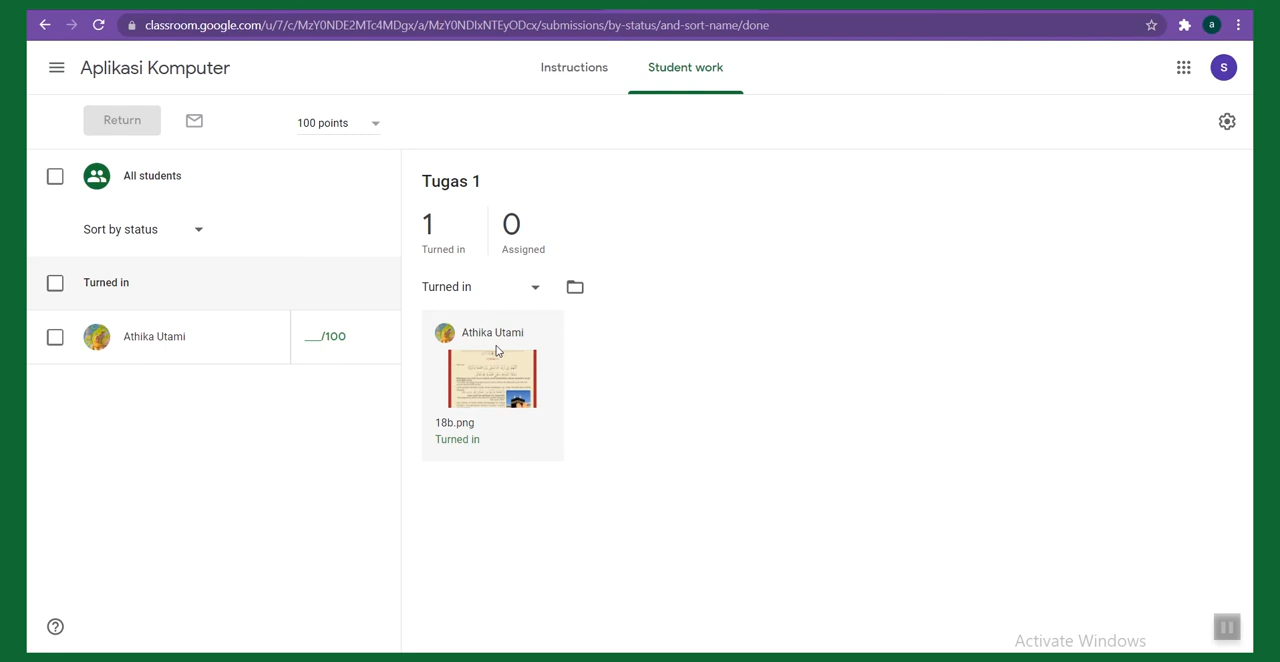 classroom.google.com/u/7/c/MzY0NDE2MTc4MDgx/a/MzY0NDIxNTEyODcx/submissions/by-status/and-sort-name/done
a
Aplikasi Komputer
Instructions
Student work
S
Return
100 points
All students
Tugas 1
1
0
Turned in
Assigned
Sort by status
Turned in
Turned in
Athika Utami
__/100
Athika Utami
18b.png
Turned in
Activate Windows